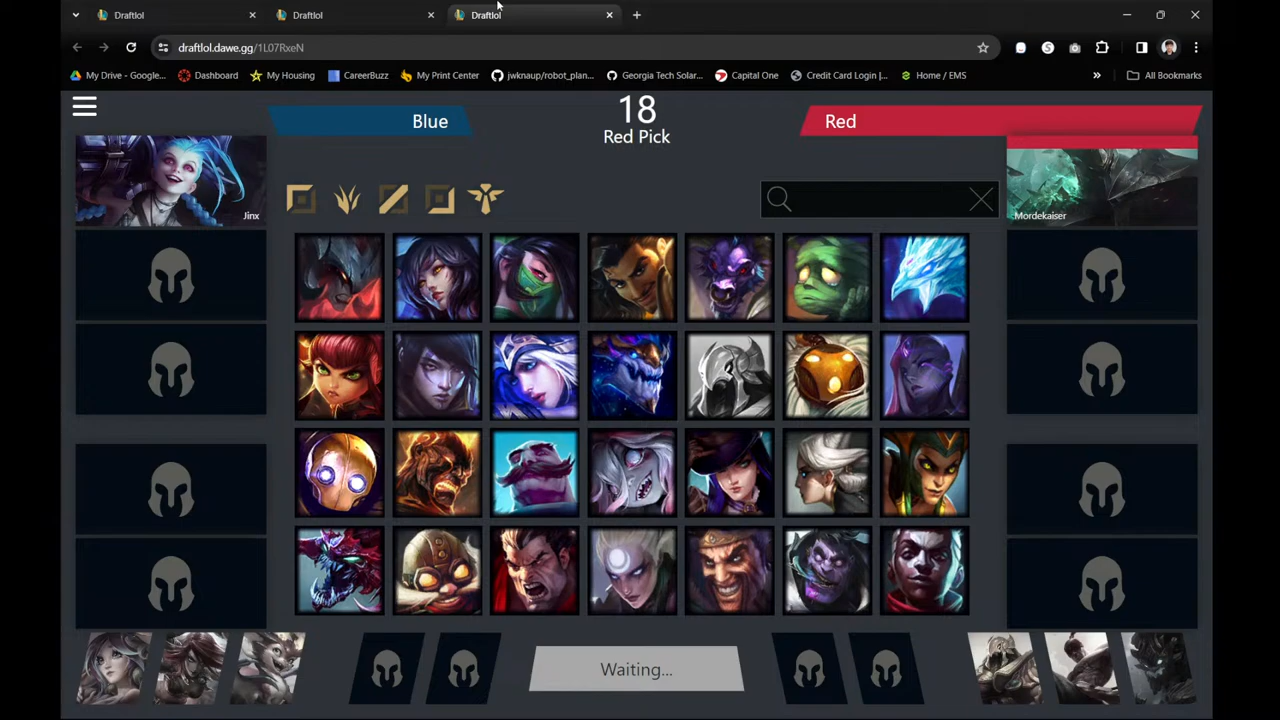 Draftlol
Draftlol
Draftlol
draftlol.dawe.gg/1L07RxeN
My Drive - Google...
Dashboard
My Housing
CareerBuzz
My Print Center
jwknaup/robot_plan...
Georgia Tech Solar...
Capital One
Credit Card Login |...
Home / EMS
»
All Bookmarks
Blue
18
Red Pick
Red
Jinx
Mordekaiser
Waiting...